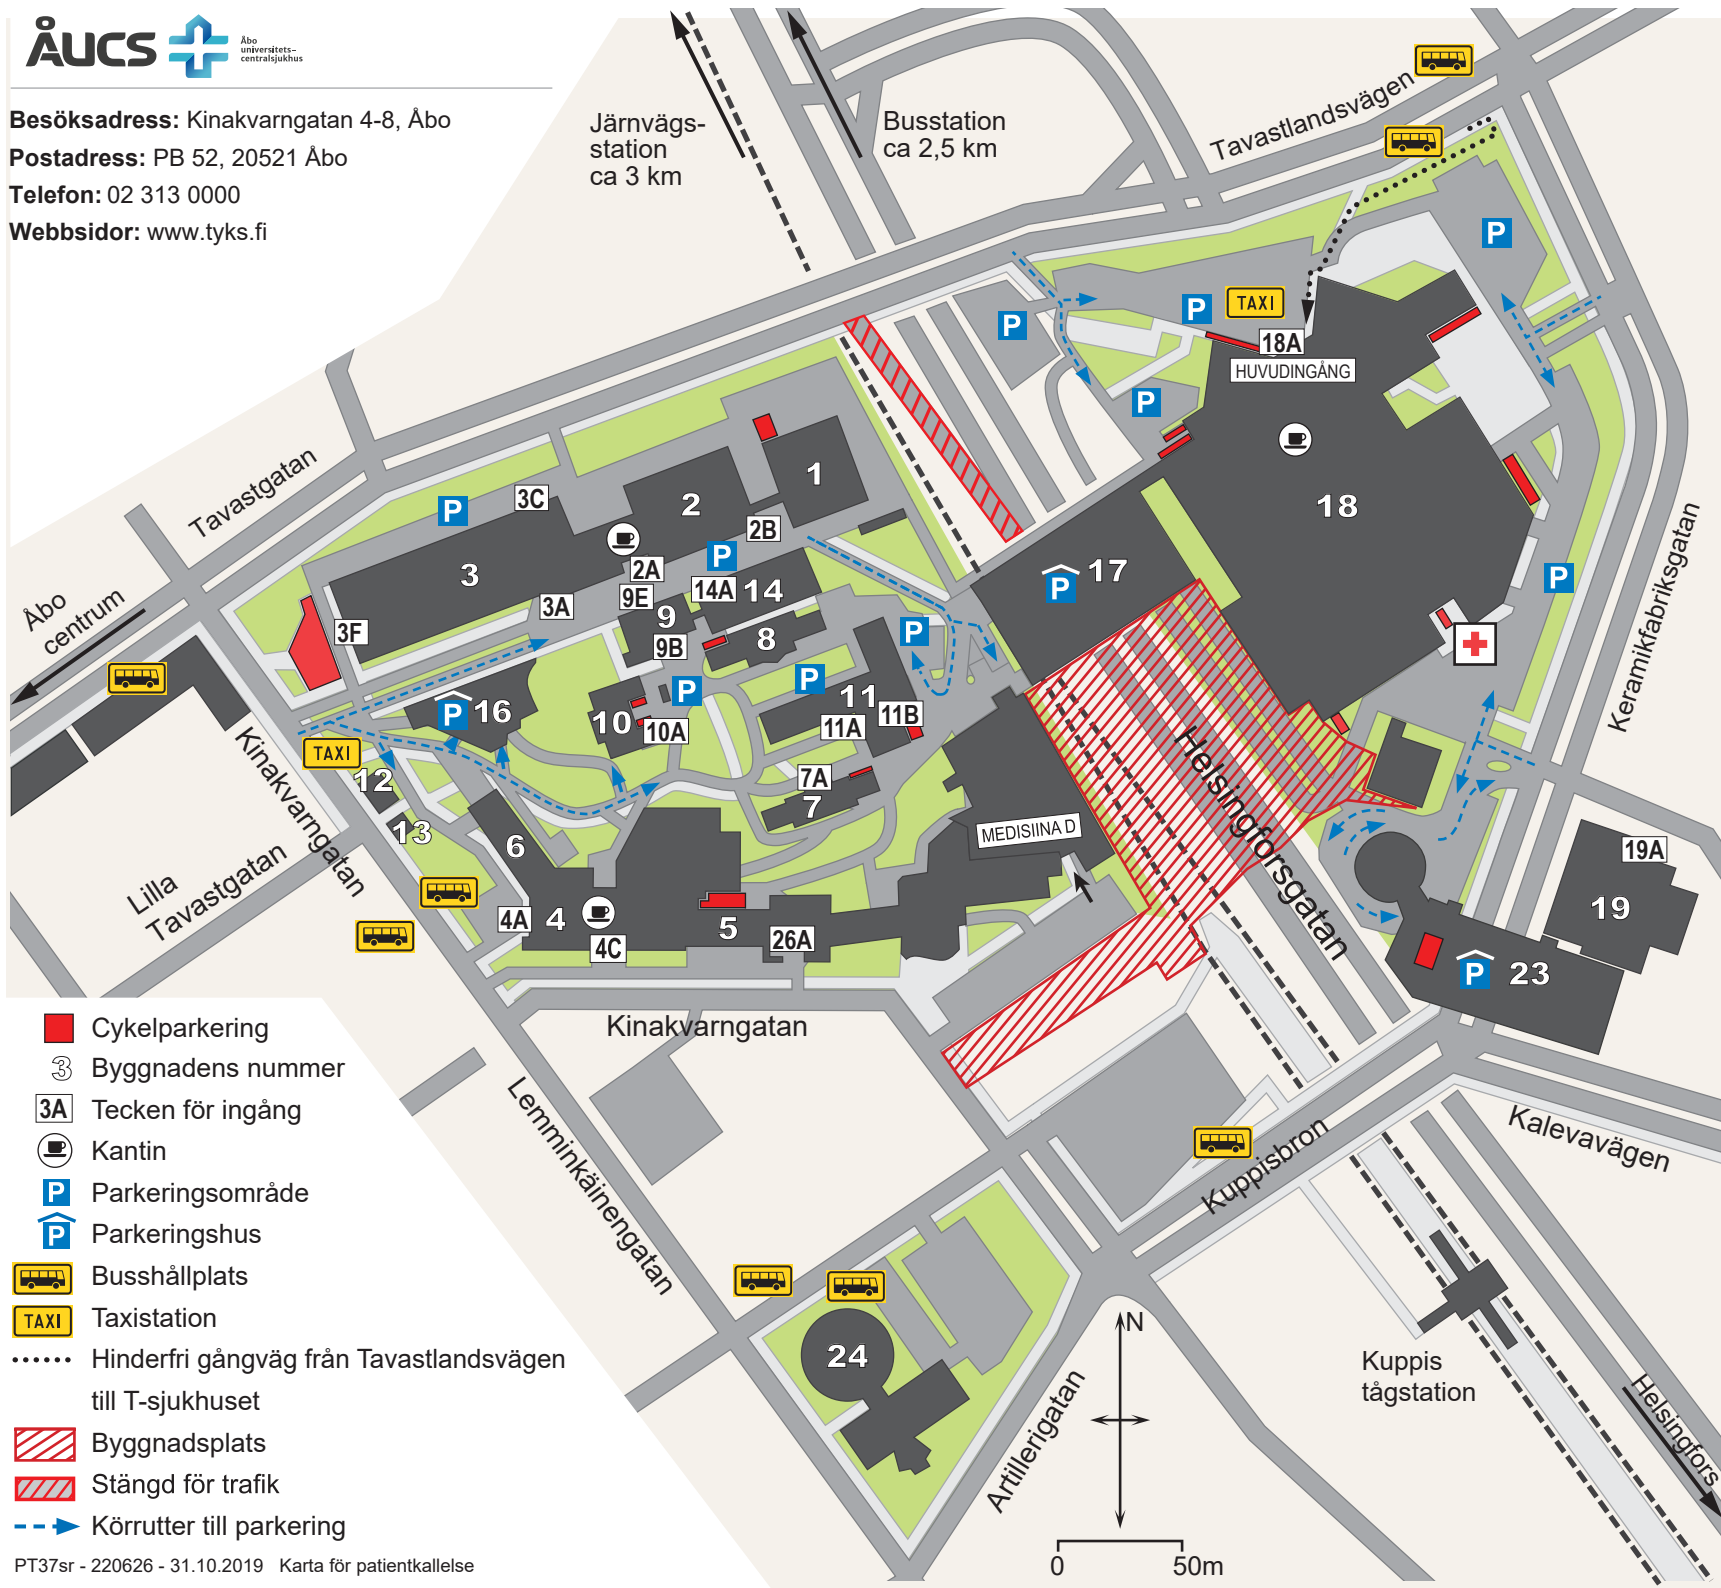 ÅUCS
Åbo
universitets-
centralsjukhus
Besöksadress: Kinakvarngatan 4-8, Åbo
Postadress: PB 52, 20521 Åbo
Telefon: 02 313 0000
Webbsidor: www.tyks.fi
Järnvägs-
station
ca 3 km
Busstation
ca 2,5 km
Tavastlandsvägen
P
P
P
TAXI
18A
HUVUDINGÅNG
P
18
P
Keramikfabriksgatan
17
P
Tavastgatan
Åbo
centrum
P
3C
3
3A
3F
2
1
2B
2A
P
14A
14
9E
9
9B
8
P
P
P
11
11A
11B
10
10A
P
16
TAXI
12
13
Kinakvarngatan
Lilla
Tavastgatan
6
7A
7
MEDISIINA D
4A
4
4C
5
26A
Kinakvarngatan
Helsingforsgatan
19A
19
P
23
Lemminkäinengatan
Kuppisbron
Kalevavägen
24
Artillerigatan
N
Kuppis
tågstation
Helsingfors
0
50m
Cykelparkering
3
Byggnadens nummer
3A
Tecken för ingång
Kantin
P
Parkeringsområde
P
Parkeringshus
Busshållplats
TAXI
Taxistation
Hinderfri gångväg från Tavastlandsvägen
till T-sjukhuset
Byggnadsplats
Stängd för trafik
Körrutter till parkering
PT37sr - 220626 - 31.10.2019 Karta för patientkallelse